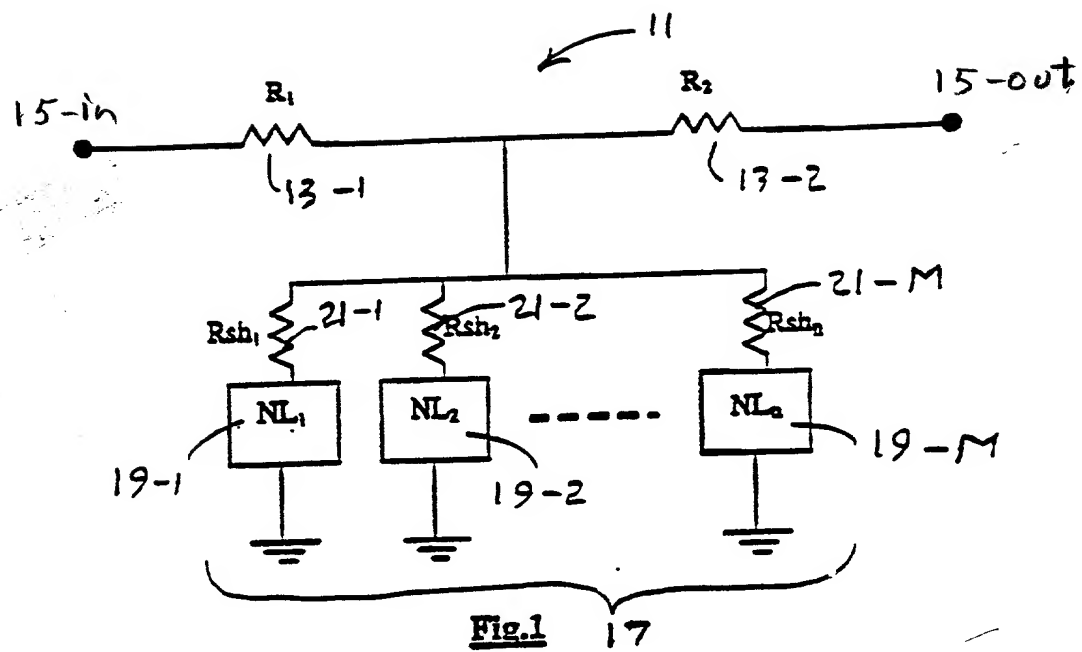 11
15-in R₁ R₂ 15-out
13-1 13-2
Rsh₁ 21-1 Rsh₂ 21-2 Rshₙ 21-M
NL₁ NL₂ NLₙ
19-1 19-2 19-M
Fig.1 17